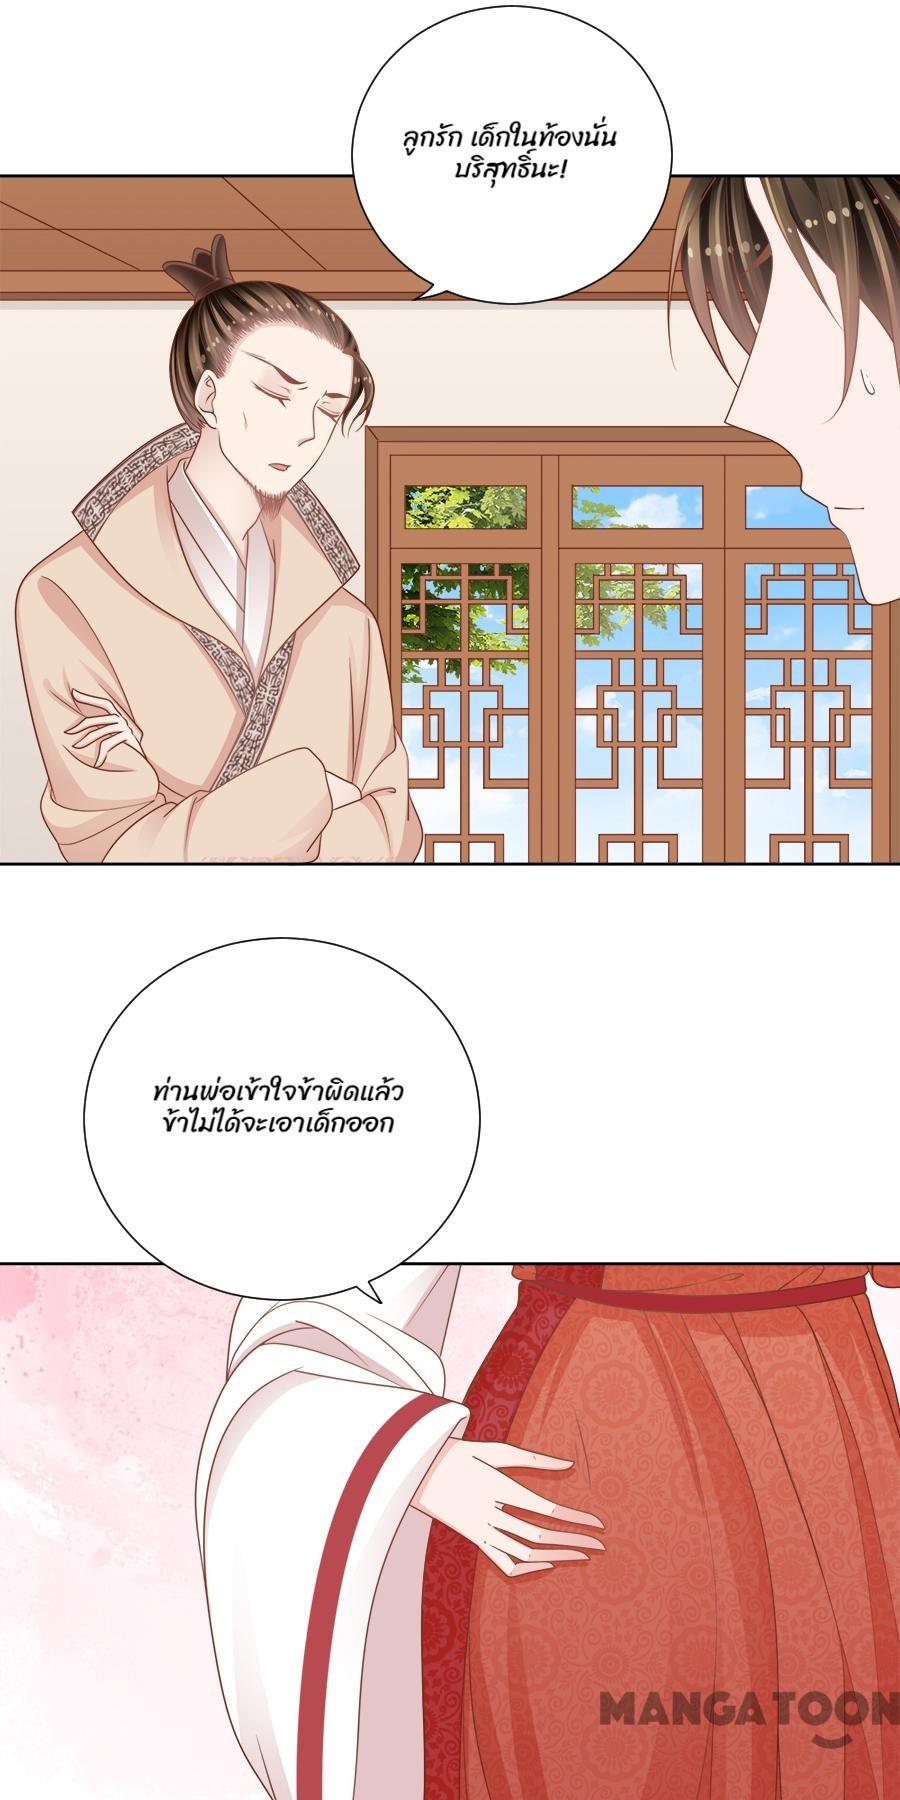 ลูกรัก เด็กในท้องนั่น
บริสุทธิ์นะ!
ท่านพ่อเข้าใจข้าผิดแล้ว
ข้าไม่ได้จะเอาเด็กออก
MANGA TOON